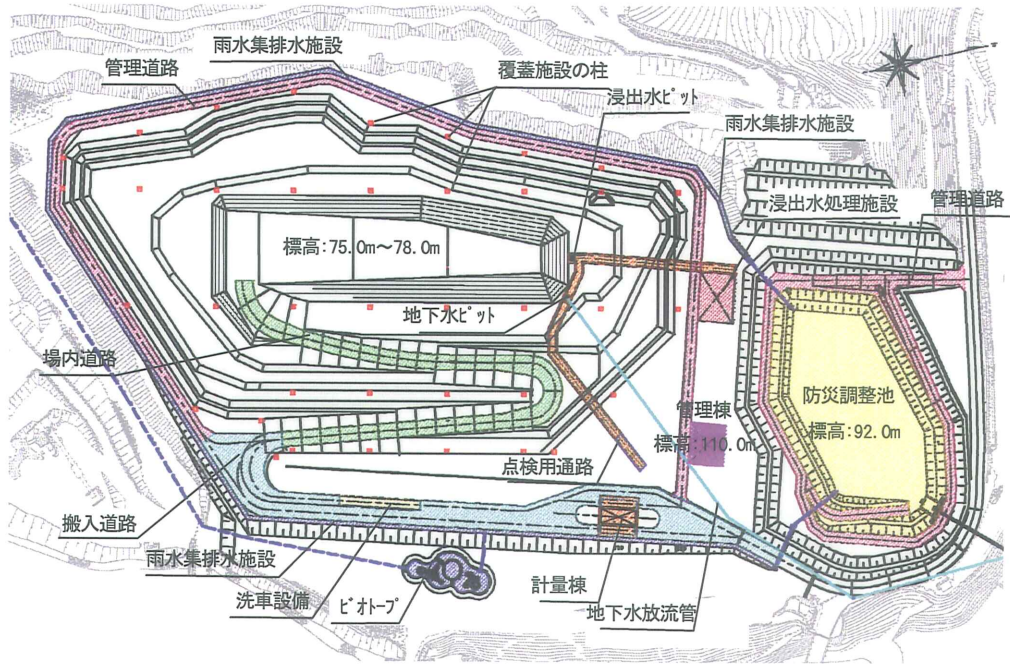 雨水集排水施設
管理道路
覆蓋施設の柱
浸出水ﾋﾟｯﾄ
雨水集排水施設
浸出水処理施設
管理道路
標高:75.0m～78.0m
地下水ﾋﾟｯﾄ
場内道路
防災調整池
標高:92.0m
管理棟
標高:110.0m
点検用通路
搬入道路
雨水集排水施設
洗車設備
ﾋﾞｵﾄｰﾌﾟ
計量棟
地下水放流管